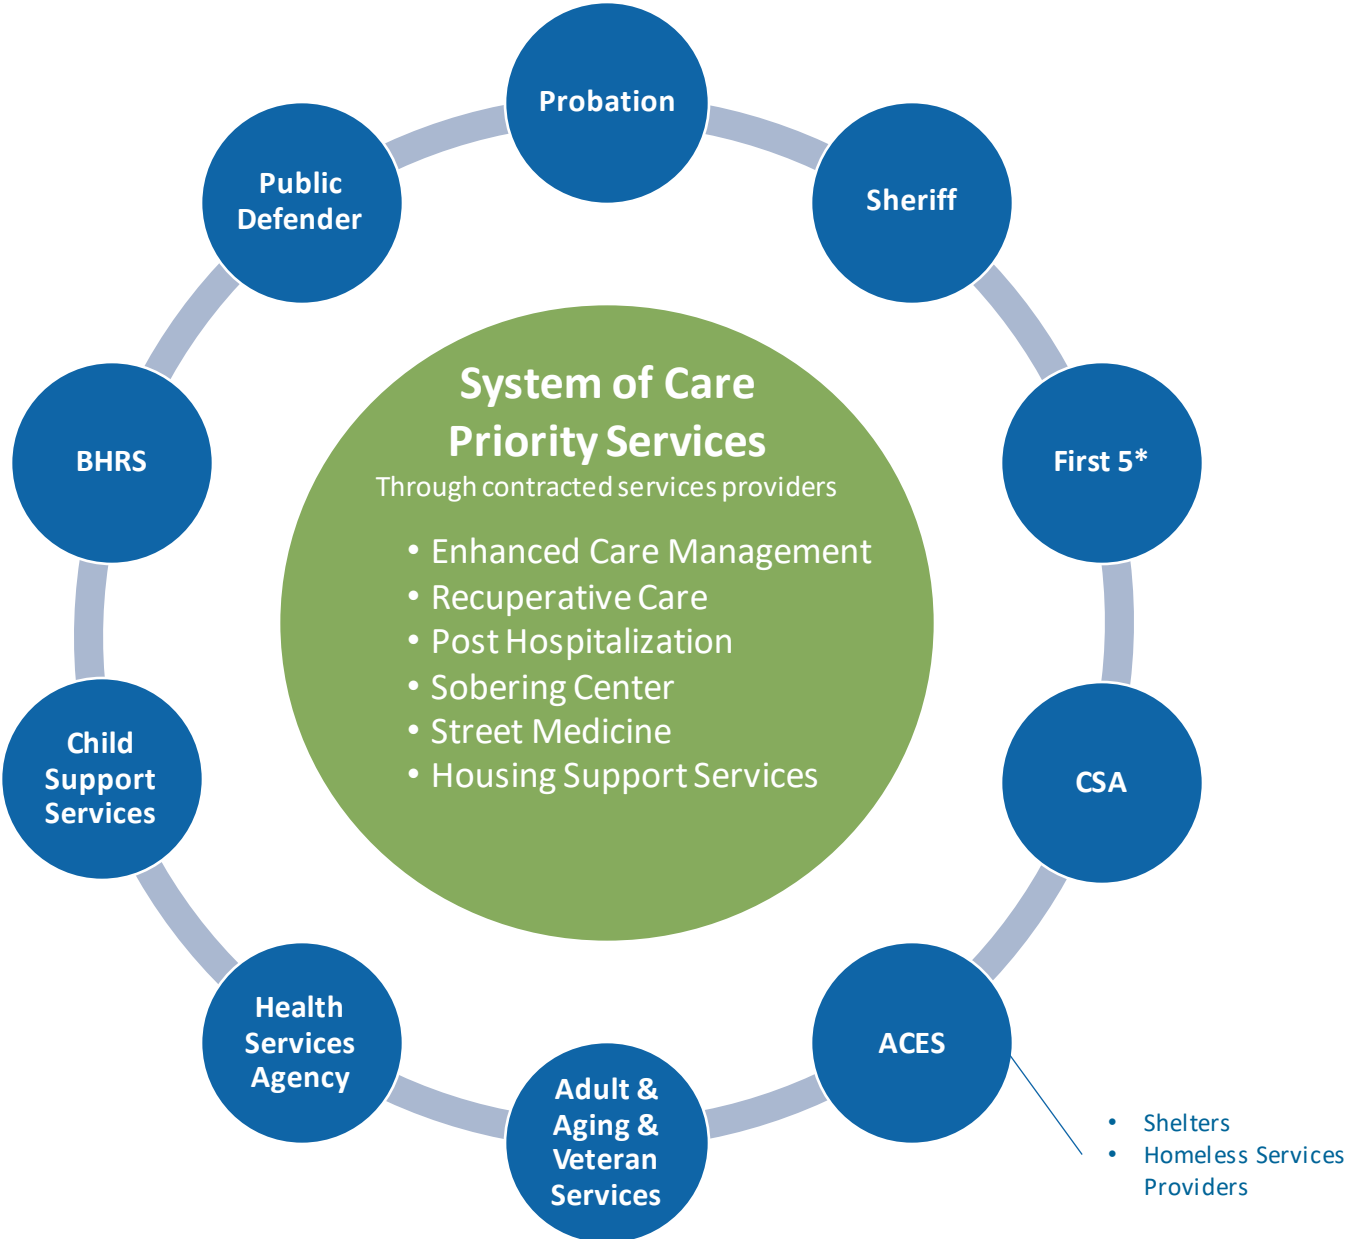 Probation
Sheriff
First 5*
CSA
ACES
• Shelters
• Homeless Services
Providers
Adult &
Aging &
Veteran
Services
Health
Services
Agency
Child
Support
Services
BHRS
Public
Defender
System of Care
Priority Services
Through contracted services providers
• Enhanced Care Management
• Recuperative Care
• Post Hospitalization
• Sobering Center
• Street Medicine
• Housing Support Services